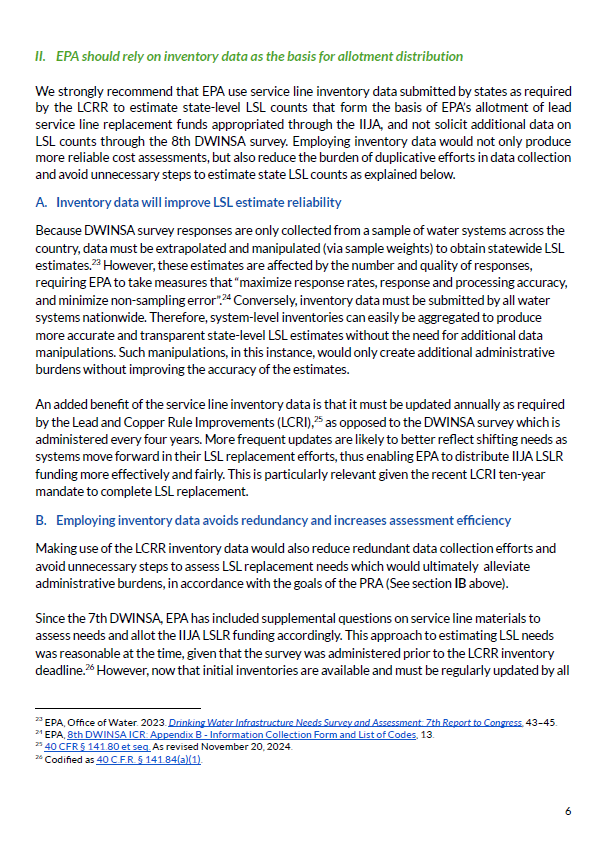 II. EPA should rely on inventory data as the basis for allotment distribution
We strongly recommend that EPA use service line inventory data submitted by states as required
by the LCRR to estimate state-level LSL counts that form the basis of EPA's allotment of lead
service line replacement funds appropriated through the IIJA, and not solicit additional data on
LSL counts through the 8th DWINSA survey. Employing inventory data would not only produce
more reliable cost assessments, but also reduce the burden of duplicative efforts in data collection
and avoid unnecessary steps to estimate state LSL counts as explained below.
A. Inventory data will improve LSL estimate reliability
Because DWINSA survey responses are only collected from a sample of water systems across the
country, data must be extrapolated and manipulated (via sample weights) to obtain statewide LSL
estimates.23 However, these estimates are affected by the number and quality of responses,
requiring EPA to take measures that "maximize response rates, response and processing accuracy,
and minimize non-sampling error".24 Conversely, inventory data must be submitted by all water
systems nationwide. Therefore, system-level inventories can easily be aggregated to produce
more accurate and transparent state-level LSL estimates without the need for additional data
manipulations. Such manipulations, in this instance, would only create additional administrative
burdens without improving the accuracy of the estimates.
An added benefit of the service line inventory data is that it must be updated annually as required
by the Lead and Copper Rule Improvements (LCRI),25 as opposed to the DWINSA survey which is
administered every four years. More frequent updates are likely to better reflect shifting needs as
systems move forward in their LSL replacement efforts, thus enabling EPA to distribute IIJA LSLR
funding more effectively and fairly. This is particularly relevant given the recent LCRI ten-year
mandate to complete LSL replacement.
B. Employing inventory data avoids redundancy and increases assessment efficiency
Making use of the LCRR inventory data would also reduce redundant data collection efforts and
avoid unnecessary steps to assess LSL replacement needs which would ultimately alleviate
administrative burdens, in accordance with the goals of the PRA (See section IB above).
Since the 7th DWINSA, EPA has included supplemental questions on service line materials to
assess needs and allot the IIJA LSLR funding accordingly. This approach to estimating LSL needs
was reasonable at the time, given that the survey was administered prior to the LCRR inventory
deadline.26 However, now that initial inventories are available and must be regularly updated by all
23 EPA, Office of Water. 2023. Drinking Water Infrastructure Needs Survey and Assessment: 7th Report to Congress, 43–45.
24 EPA, 8th DWINSA ICR: Appendix B - Information Collection Form and List of Codes, 13.
25 40 CFR § 141.80 et seq. As revised November 20, 2024.
26 Codified as 40 C.F.R. § 141.84(a)(1).
6